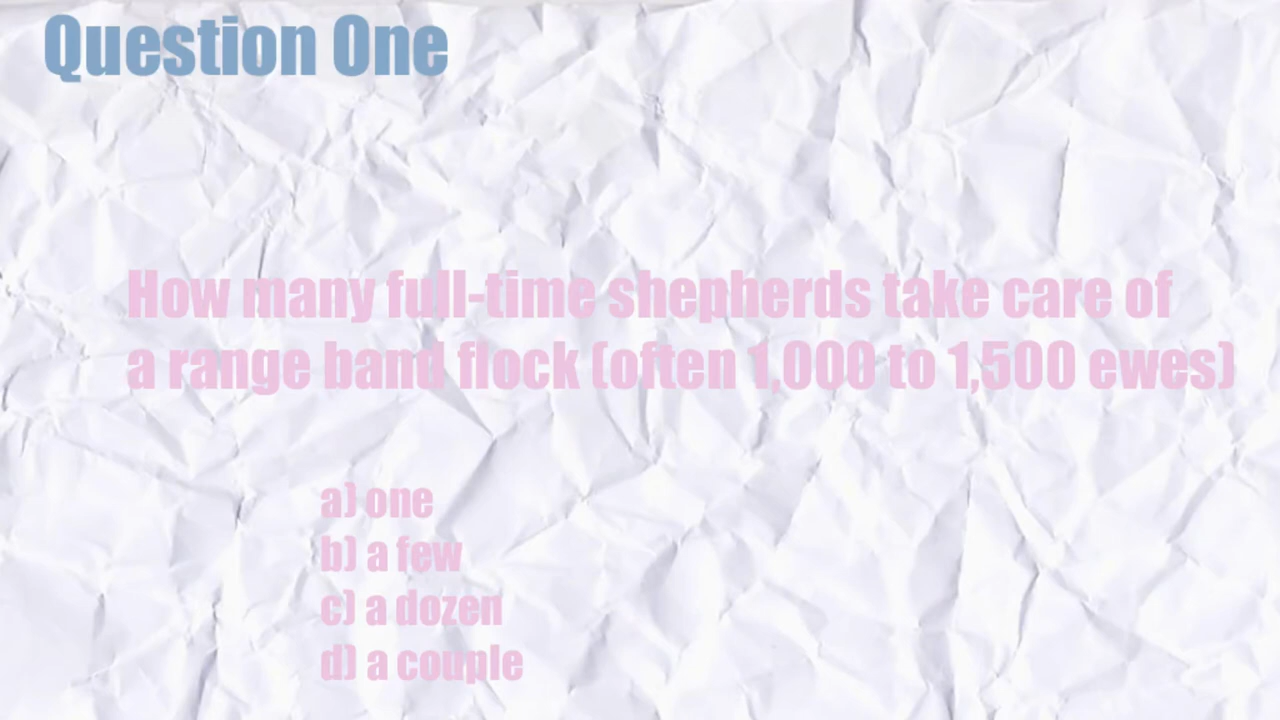 Question One
How many full-time shepherds take care of
a range band flock (often 1,000 to 1,500 ewes)
a) one
b) a few
c) a dozen
d) a couple